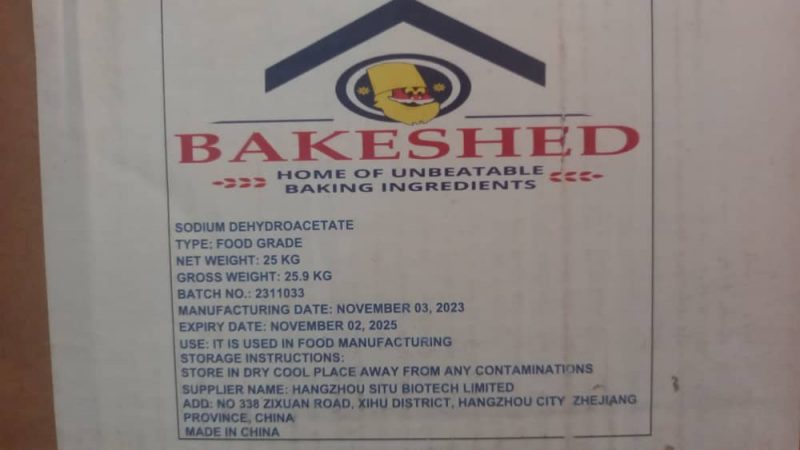 BAKESHED
HOME OF UNBEATABLE
BAKING INGREDIENTS
SODIUM DEHYDROACETATE
TYPE: FOOD GRADE
NET WEIGHT: 25 KG
GROSS WEIGHT: 25.9 KG
BATCH NO.: 2311033
MANUFACTURING DATE: NOVEMBER 03, 2023
EXPIRY DATE: NOVEMBER 02, 2025
USE: IT IS USED IN FOOD MANUFACTURING
STORAGE INSTRUCTIONS:
STORE IN DRY COOL PLACE AWAY FROM ANY CONTAMINATIONS
SUPPLIER NAME: HANGZHOU SITU BIOTECH LIMITED
ADD: NO 338 ZIXUAN ROAD, XIHU DISTRICT, HANGZHOU CITY ZHEJIANG
PROVINCE, CHINA
MADE IN CHINA